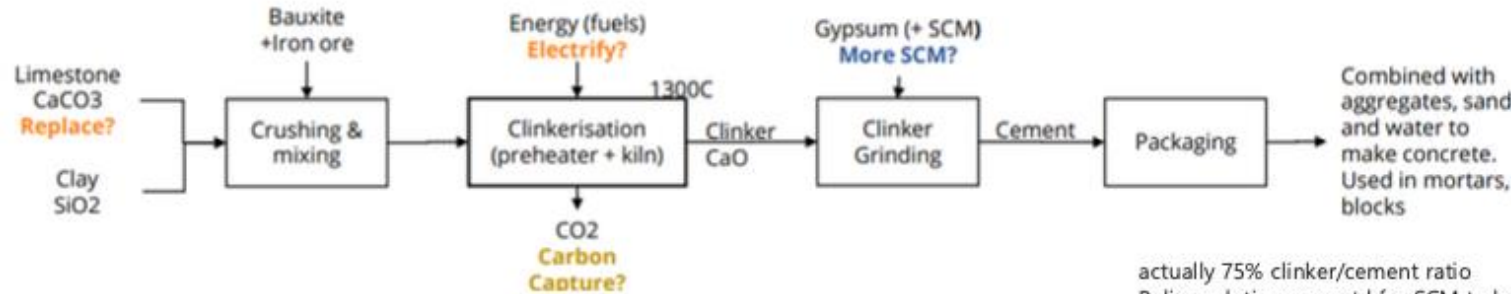 Bauxite
+Iron ore
Limestone
CaCO3
Replace?
Clay
SiO2
Crushing &
mixing
Energy (fuels)
Electrify?
1300C
Clinkerisation
(preheater + kiln)
CO2
Carbon
Capture?
Clinker
CaO
Gypsum (+ SCM)
More SCM?
Clinker
Grinding
Cement
Packaging
Combined with
aggregates, sand
and water to
make concrete.
Used in mortars,
blocks
actually 75% clinker/cement ratio